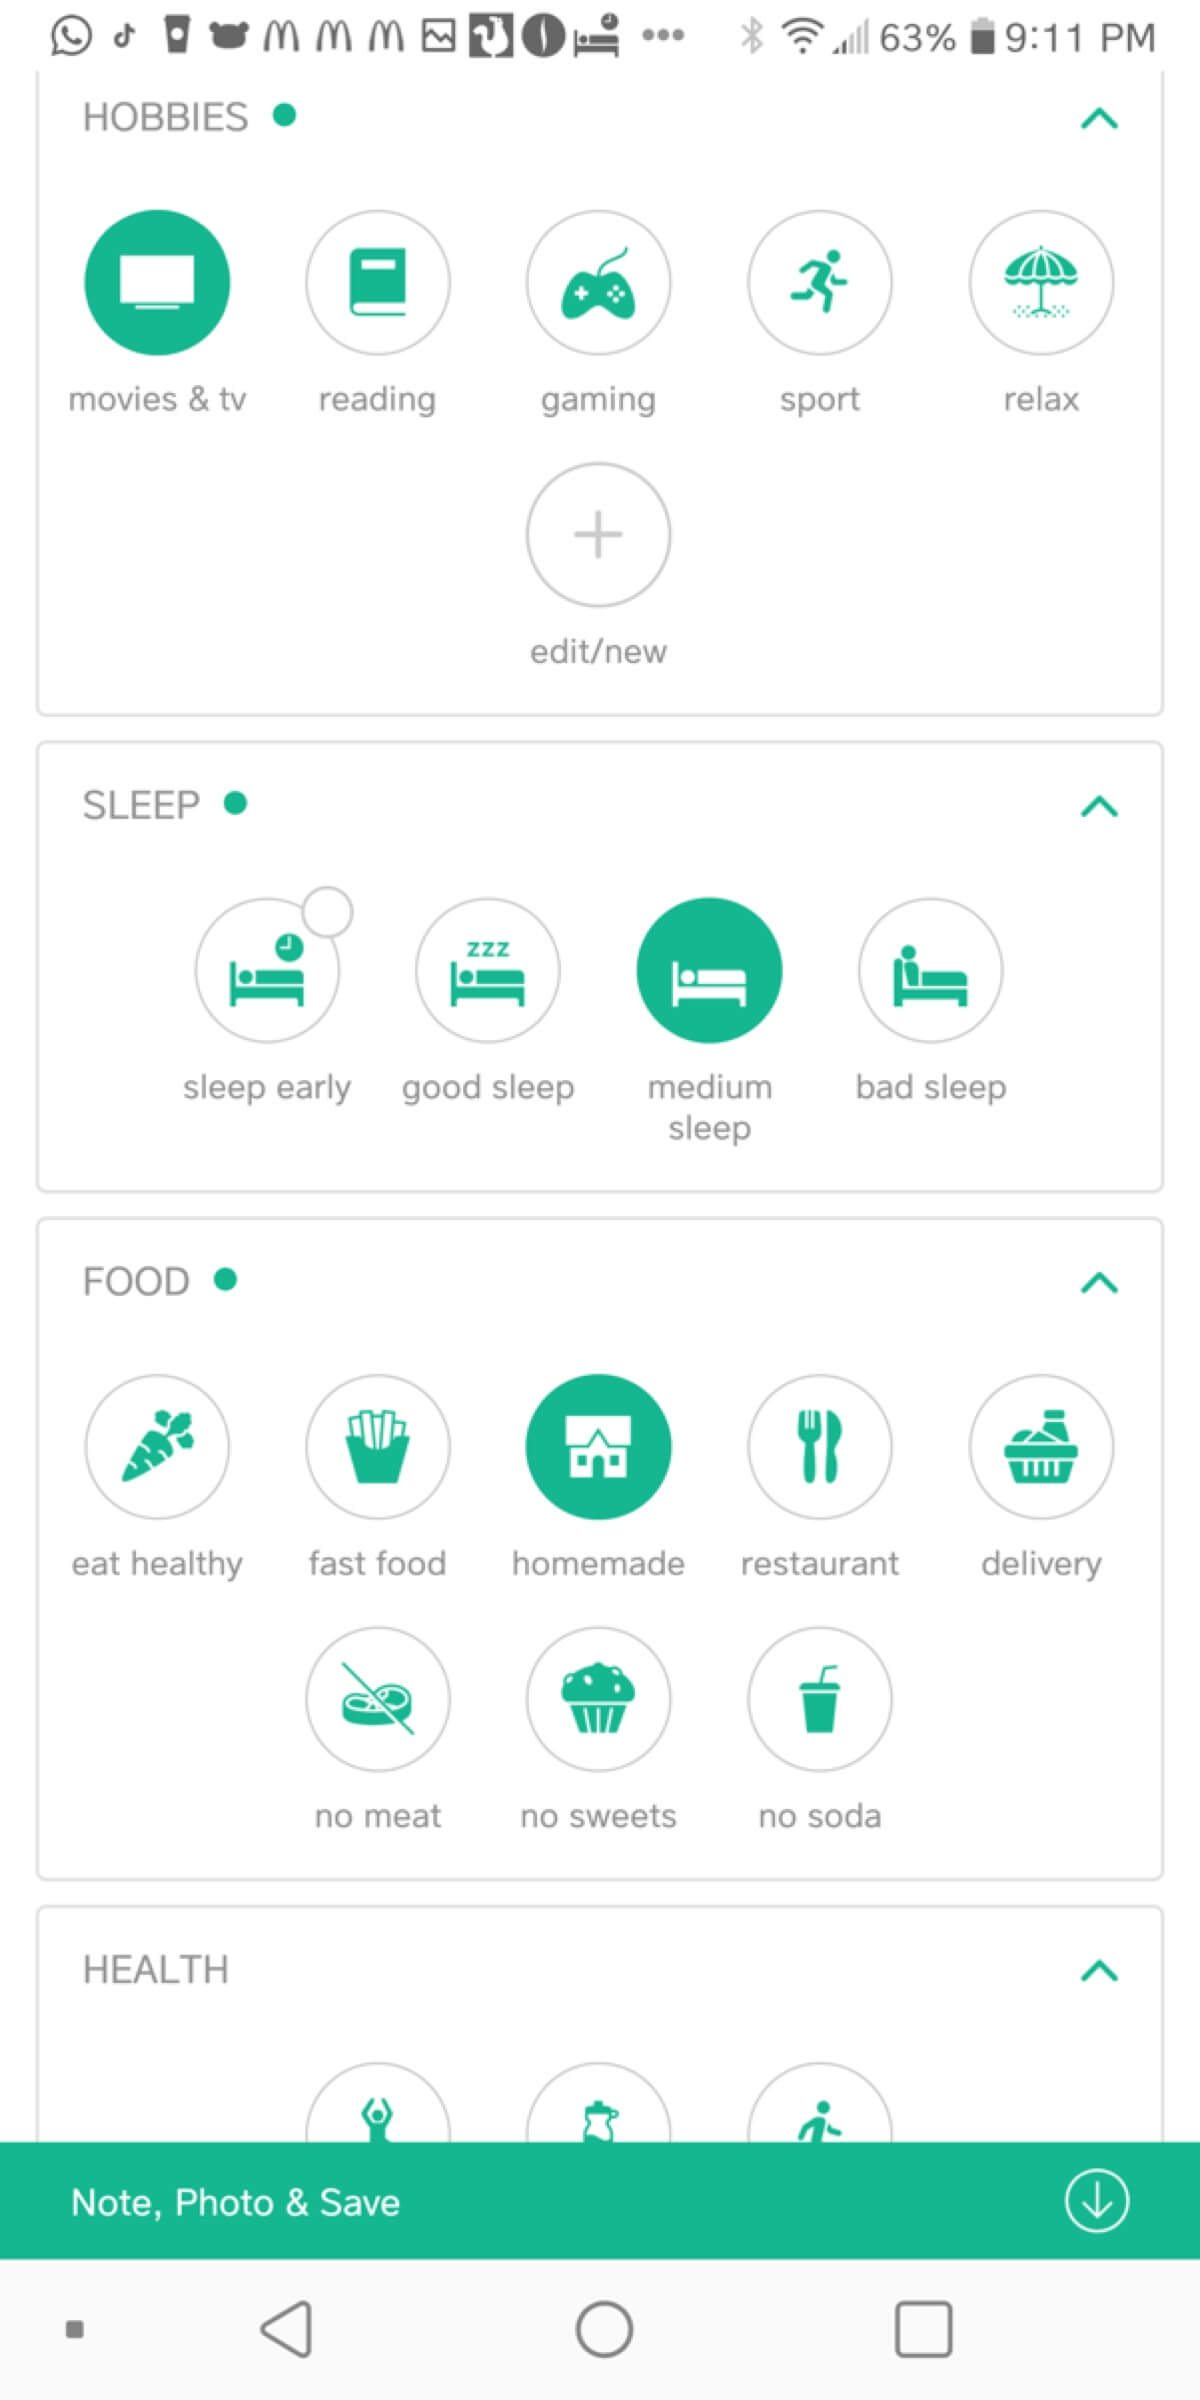 63% 9:11 PM
HOBBIES
movies & tv reading gaming sport relax
edit/new
SLEEP
zzz
sleep early good sleep medium sleep bad sleep
FOOD
eat healthy fast food homemade restaurant delivery
no meat no sweets no soda
HEALTH
Note, Photo & Save